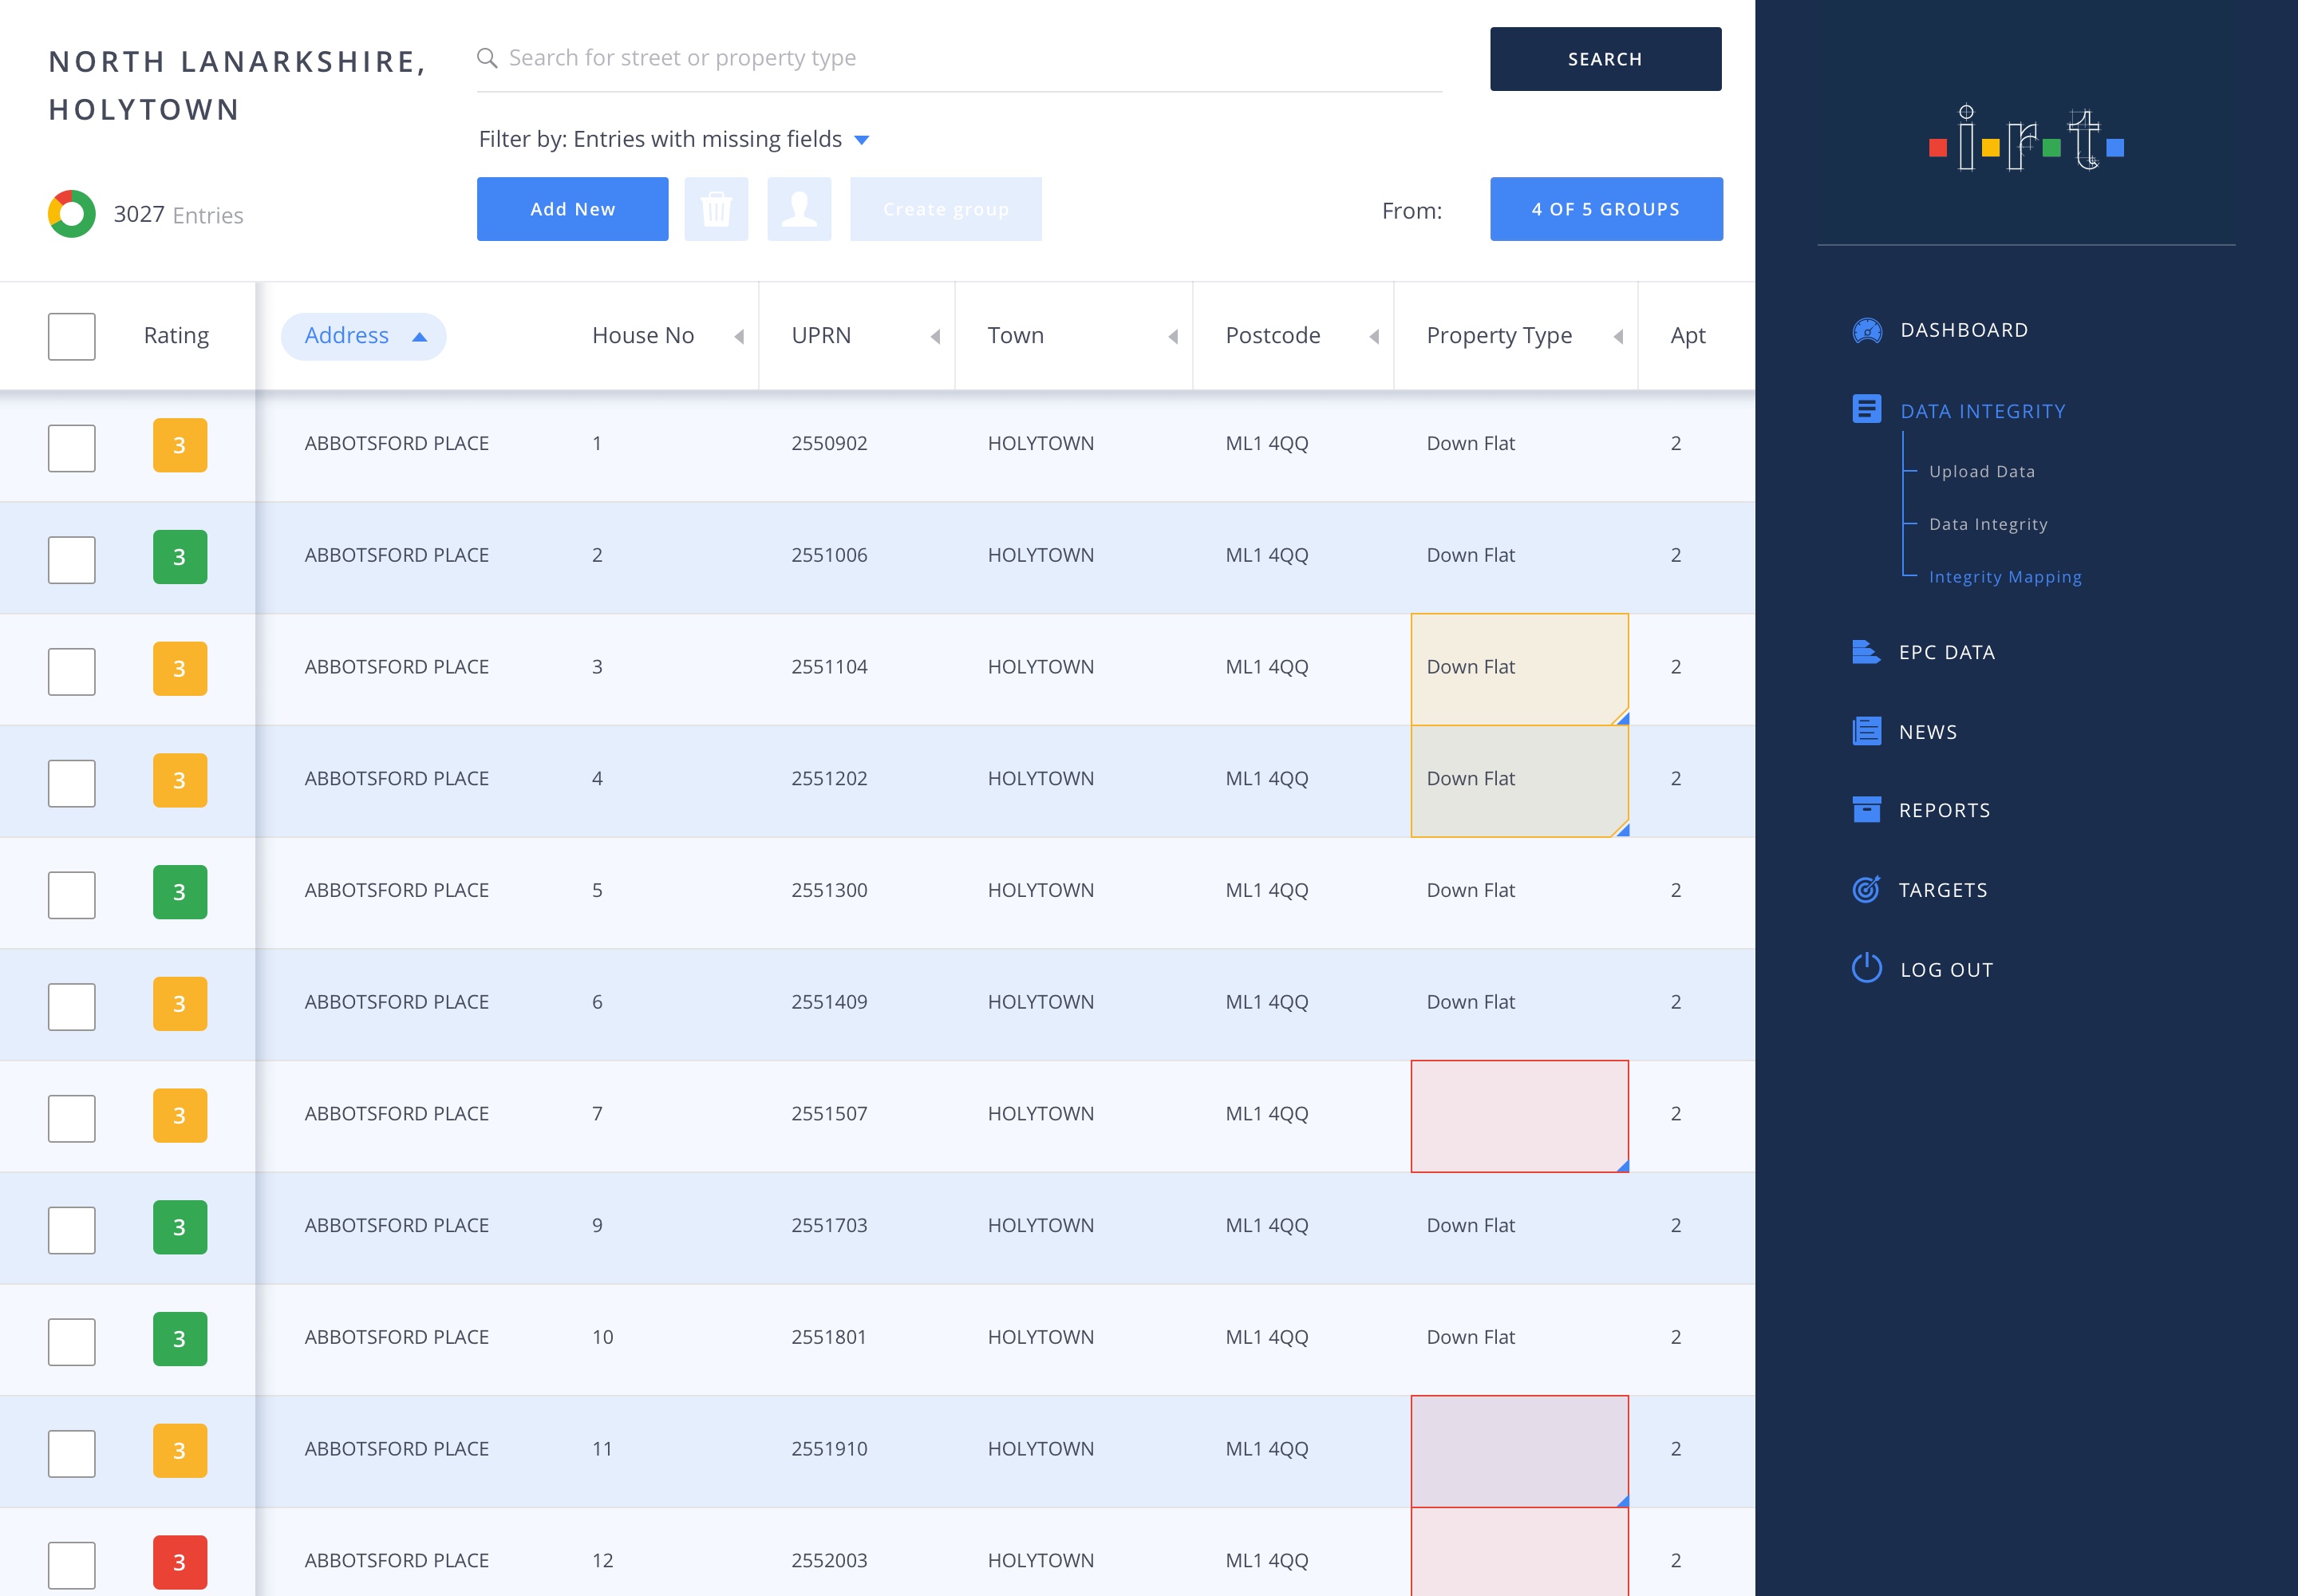 NORTH LANARKSHIRE,
HOLYTOWN
3027 Entries
Search for street or property type
SEARCH
Filter by: Entries with missing fields
Add New
Create group
From:
4 OF 5 GROUPS
Rating Address House No UPRN Town Postcode Property Type Apt
3 ABBOTSFORD PLACE 1 2550902 HOLYTOWN ML1 4QQ Down Flat 2
3 ABBOTSFORD PLACE 2 2551006 HOLYTOWN ML1 4QQ Down Flat 2
3 ABBOTSFORD PLACE 3 2551104 HOLYTOWN ML1 4QQ Down Flat 2
3 ABBOTSFORD PLACE 4 2551202 HOLYTOWN ML1 4QQ Down Flat 2
3 ABBOTSFORD PLACE 5 2551300 HOLYTOWN ML1 4QQ Down Flat 2
3 ABBOTSFORD PLACE 6 2551409 HOLYTOWN ML1 4QQ Down Flat 2
3 ABBOTSFORD PLACE 7 2551507 HOLYTOWN ML1 4QQ 2
3 ABBOTSFORD PLACE 9 2551703 HOLYTOWN ML1 4QQ Down Flat 2
3 ABBOTSFORD PLACE 10 2551801 HOLYTOWN ML1 4QQ Down Flat 2
3 ABBOTSFORD PLACE 11 2551910 HOLYTOWN ML1 4QQ 2
3 ABBOTSFORD PLACE 12 2552003 HOLYTOWN ML1 4QQ 2
i r t
DASHBOARD
DATA INTEGRITY
Upload Data
Data Integrity
Integrity Mapping
EPC DATA
NEWS
REPORTS
TARGETS
LOG OUT